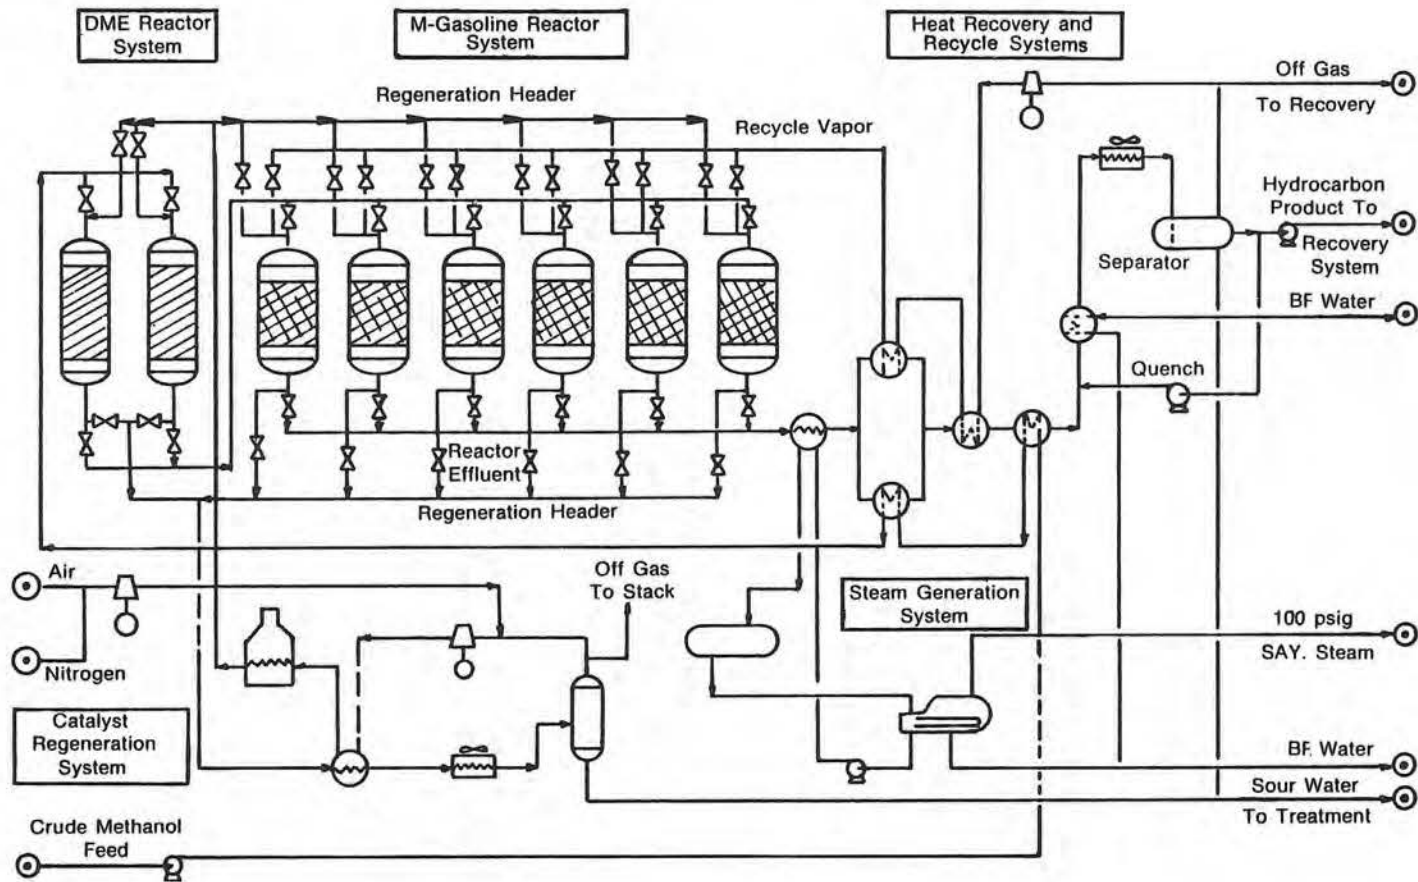 DME Reactor
System
M-Gasoline Reactor
System
Heat Recovery and
Recycle Systems
Off Gas
To Recovery
Regeneration Header
Recycle Vapor
Hydrocarbon
Product To
Recovery
System
Separator
BF Water
Quench
Reactor
Effluent
Regeneration Header
Air
Off Gas
To Stack
Steam Generation
System
100 psig
SAY. Steam
Nitrogen
Catalyst
Regeneration
System
BF. Water
Sour Water
To Treatment
Crude Methanol
Feed